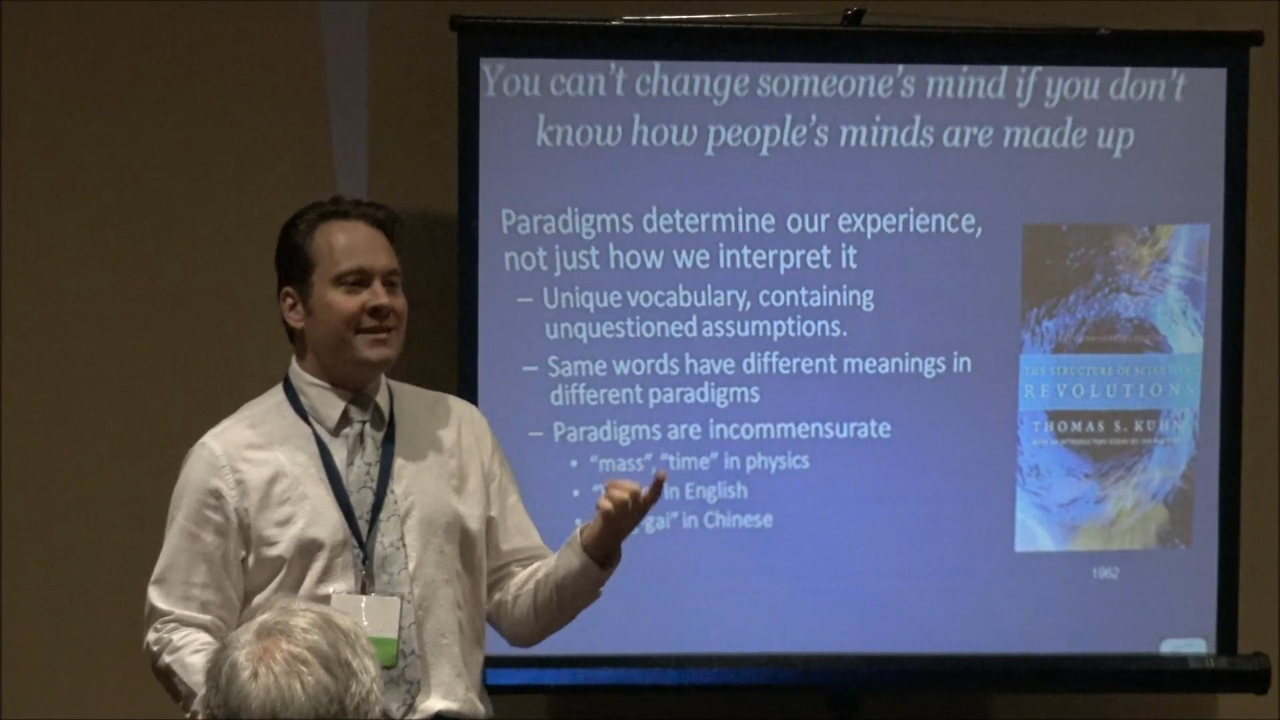 You can't change someone's mind if you don't
know how people's minds are made up
Paradigms determine our experience,
not just how we interpret it
– Unique vocabulary, containing
unquestioned assumptions.
– Same words have different meanings in
different paradigms
– Paradigms are incommensurate
• "mass", "time" in physics
• in English
• gai" in Chinese
THE STRUCTURE OF
REVOLUTIONS
THOMAS S. KUHN
1962